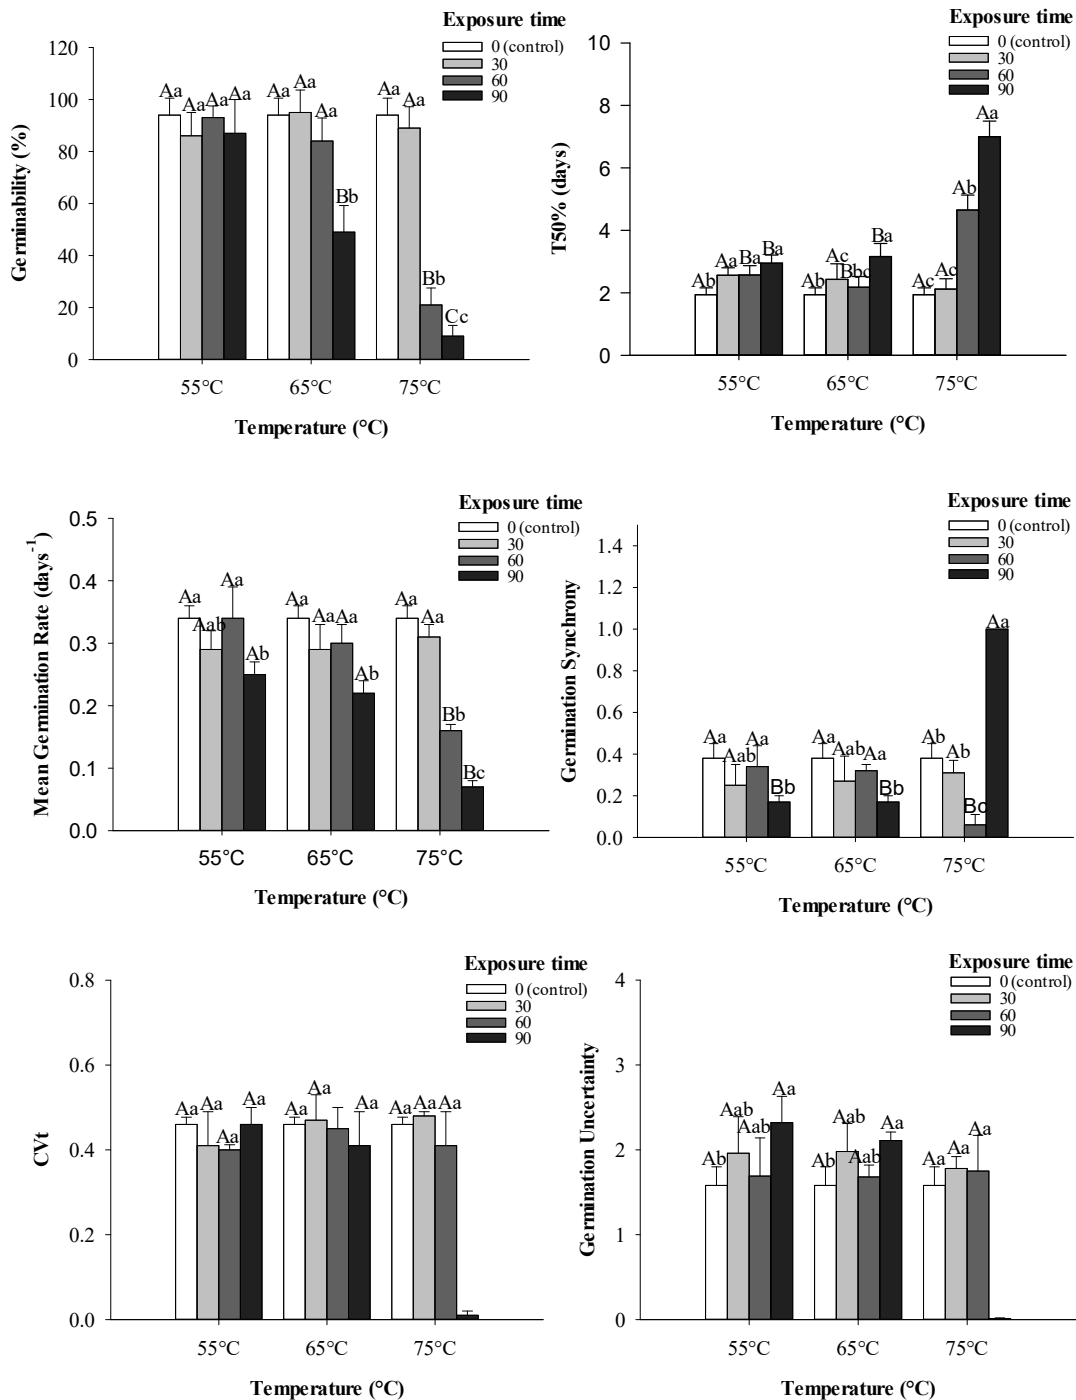 Exposure time
0 (control)
30
60
90
Germinability (%)
120
100
80
60
40
20
0
Aa Aa Aa Aa
Aa Aa Aa Bb
Aa Aa Bb Cc
55°C 65°C 75°C
Temperature (°C)
Exposure time
0 (control)
30
60
90
T50% (days)
10
8
6
4
2
0
Ab Aa Ba Ba
Ab Ac Bbc Ba
Ac Ac Ab Aa
55°C 65°C 75°C
Temperature (°C)
Exposure time
0 (control)
30
60
90
Mean Germination Rate (days⁻¹)
0.5
0.4
0.3
0.2
0.1
0.0
Aa Aab Aa Ab
Aa Aa Aa Ab
Aa Aa Bb Bc
55°C 65°C 75°C
Temperature (°C)
Exposure time
0 (control)
30
60
90
Germination Synchrony
1.4
1.2
1.0
0.8
0.6
0.4
0.2
0.0
Aa Aab Aa Bb
Aa Aab Aa Bb
Ab Ab Bc Aa
55°C 65°C 75°C
Temperature (°C)
Exposure time
0 (control)
30
60
90
CVt
0.8
0.6
0.4
0.2
0.0
Aa Aa Aa Aa
Aa Aa Aa
Aa Aa Aa
55°C 65°C 75°C
Temperature (°C)
Exposure time
0 (control)
30
60
90
Germination Uncertainty
4
3
2
1
0
Ab Aab Aab Aa
Ab Aab Aab Aa
Aa Aa Aa
55°C 65°C 75°C
Temperature (°C)